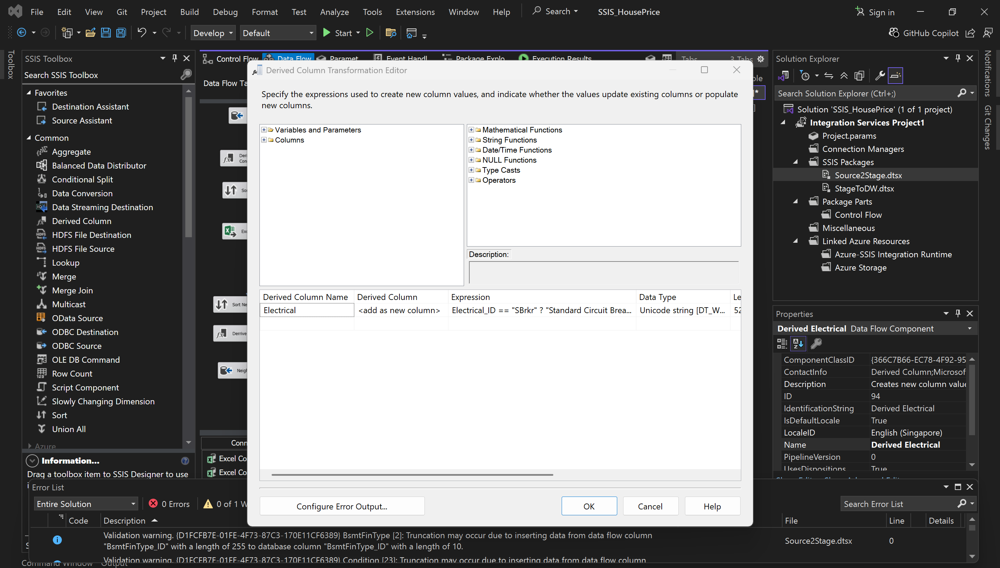 File Edit View Git Project Build Debug Format Test Analyze Tools Extensions Window Help Search SSIS_HousePrice Sign in
Develop Default Start GitHub Copilot
Toolbox
SSIS Toolbox
Search SSIS Toolbox
Favorites
Destination Assistant
Source Assistant
Common
Aggregate
Balanced Data Distributor
Conditional Split
Data Conversion
Data Streaming Destination
Derived Column
HDFS File Destination
HDFS File Source
Lookup
Merge
Merge Join
Multicast
OData Source
ODBC Destination
ODBC Source
OLE DB Command
Row Count
Script Component
Slowly Changing Dimension
Sort
Union All
Azure
Information...
Drag a toolbox item to SSIS Designer to use
Control Flow Data Flow Paramet Event Handl Package Explo Execution Results Tabs 3 Tabs
Data Flow Ta
Deri
Con
Sor
Exc
Sort Ne
Derrive
Neigh
Conn
Excel Co
Excel Co
Derived Column Transformation Editor
Specify the expressions used to create new column values, and indicate whether the values update existing columns or populate
new columns.
Variables and Parameters
Columns
Mathematical Functions
String Functions
Date/Time Functions
NULL Functions
Type Casts
Operators
Description:
Derived Column Name Derived Column Expression Data Type Le
Electrical <add as new column> Electrical_ID == "SBrkr" ? "Standard Circuit Brea... Unicode string [DT_W... 52
Configure Error Output... OK Cancel Help
Solution Explorer
Search Solution Explorer (Ctrl+;)
Solution 'SSIS_HousePrice' (1 of 1 project)
Integration Services Project1
Project.params
Connection Managers
SSIS Packages
Source2Stage.dtsx
StageToDW.dtsx
Package Parts
Control Flow
Miscellaneous
Linked Azure Resources
Azure-SSIS Integration Runtime
Azure Storage
Notifications
Git Changes
Properties
Derived Electrical Data Flow Component
ComponentClassID {366C7B66-EC78-4F92-95
ContactInfo Derived Column;Microsof
Description Creates new column value
ID 94
IdentificationString Derived Electrical
IsDefaultLocale True
LocaleID English (Singapore)
Name Derived Electrical
PipelineVersion 0
UsesDispositions True
Error List
Entire Solution 0 Errors 0 of 1 W Search Error List
Code Description File Line Details
Validation warning. {D1FCFB7E-01FE-4F73-87C3-170E11CF6389} BsmtFinType [2]: Truncation may occur due to inserting data from data flow column
"BsmtFinType_ID" with a length of 255 to database column "BsmtFinType_ID" with a length of 10. Source2Stage.dtsx 0
Validation warning. {D1FCFB7E-01FE-4F73-87C3-170E11CF6389} Condition [23]: Truncation may occur due to inserting data from data flow column
Command Window Output